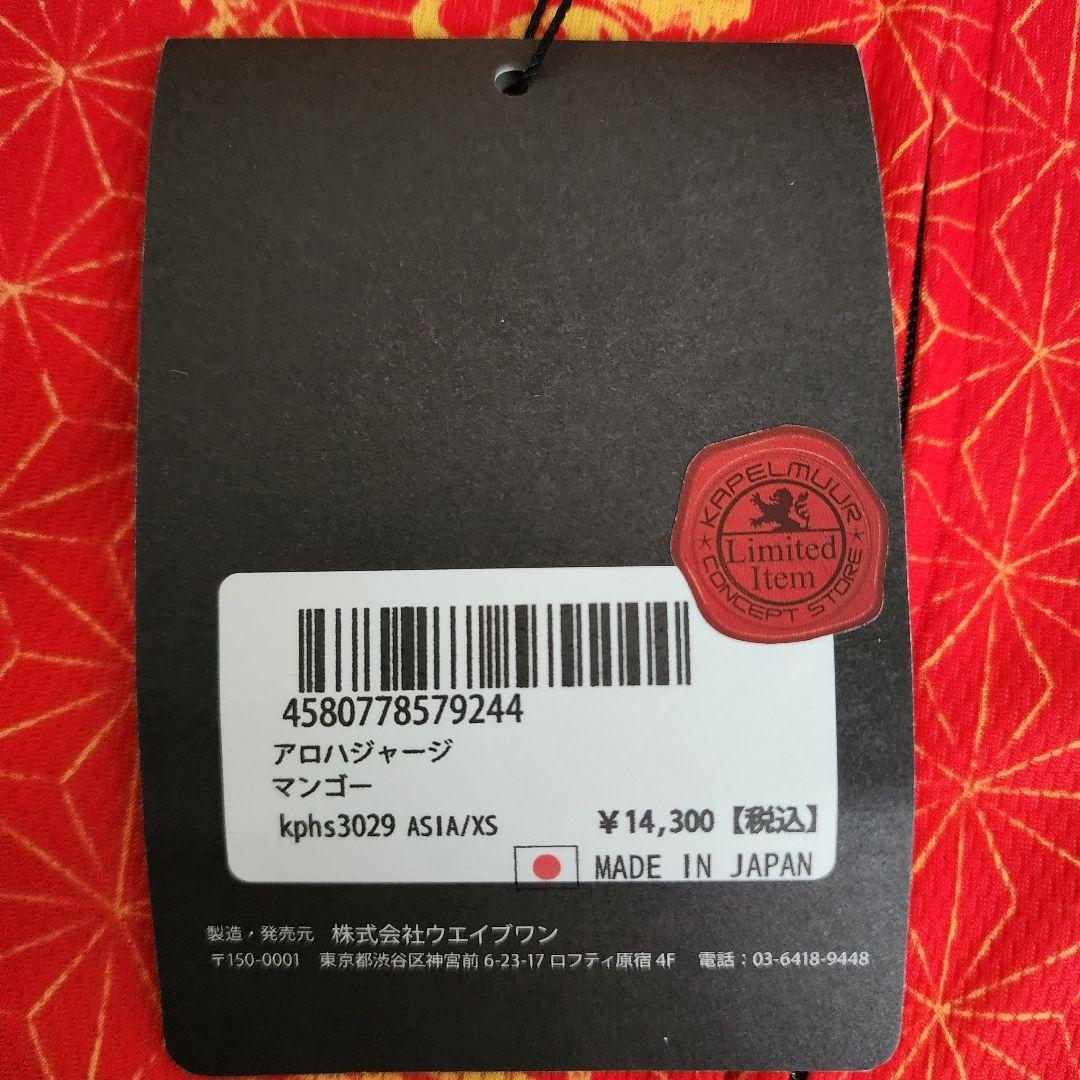 KAPELMUUR
Limited
Item
CONCEPT STORE
4580778579244
アロハジャージ
マンゴー
kphs3029 ASIA/XS ¥14,300【税込】
MADE IN JAPAN
製造・発売元 株式会社ウエイブワン
〒150-0001 東京都渋谷区神宮前 6-23-17 ロフティ原宿 4F 電話：03-6418-9448